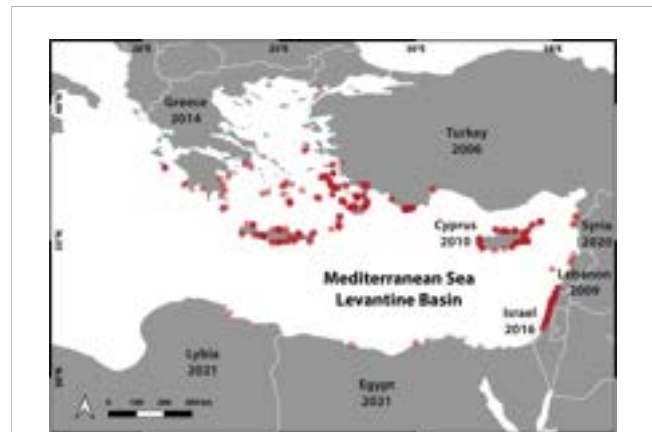 Greece
2014
Turkey
2006
Cyprus
2010
Syria
2020
Mediterranean Sea
Levantine Basin
Lebanon
2009
Israel
2016
Lybia
2021
Egypt
2021